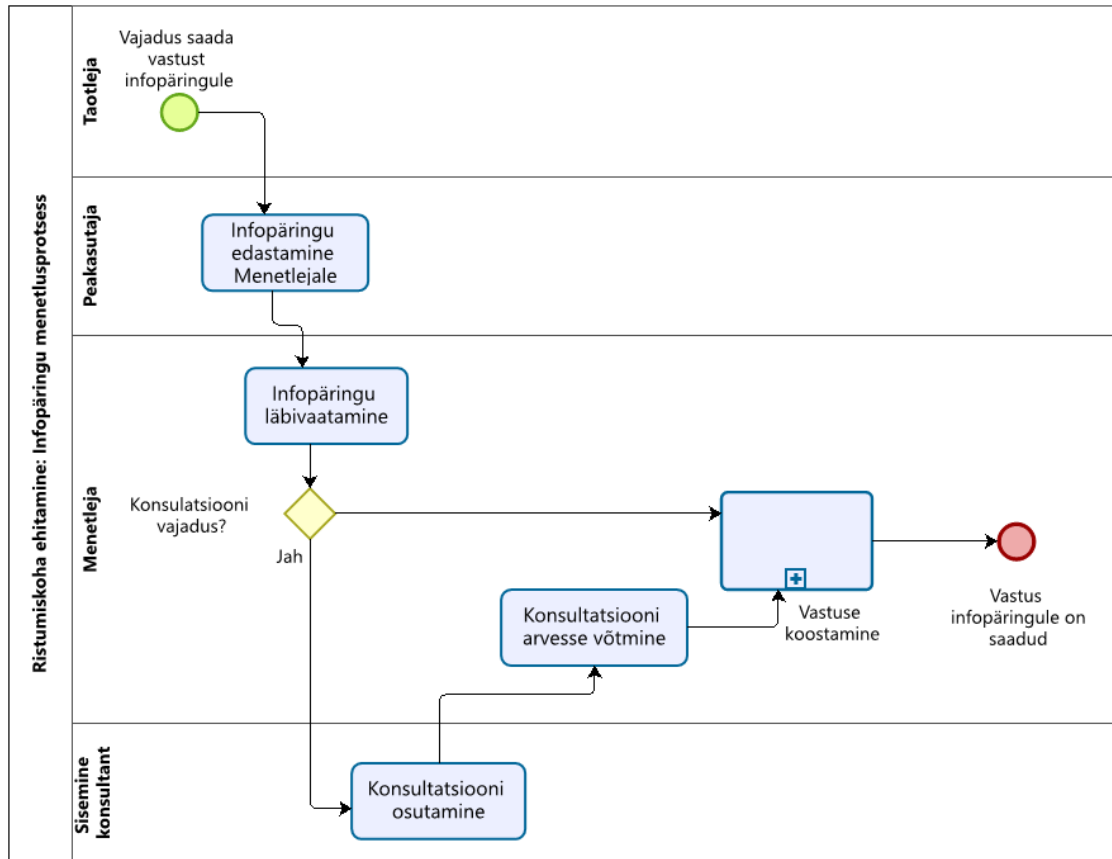 Ristumiskoha ehitamine: Infopäringu menetlusprotsess
Taotleja
Vajadus saada
vastust
infopäringule
Peakasutaja
Infopäringu
edastamine
Menetlejale
Menetleja
Infopäringu
läbivaatamine
Konsulatsiooni
vajadus?
Jah
Konsultatsiooni
arvesse võtmine
Vastuse
koostamine
Vastus
infopäringule on
saadud
Sisemine
konsultant
Konsultatsiooni
osutamine